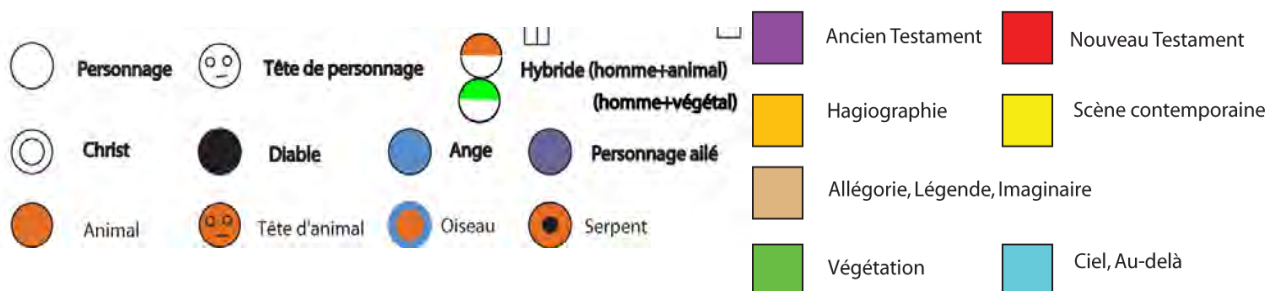 Personnage
Tête de personnage
Hybride (homme+animal)
(homme+végétal)
Christ
Diable
Ange
Personnage ailé
Animal
Tête d'animal
Oiseau
Serpent
Ancien Testament
Nouveau Testament
Hagiographie
Scène contemporaine
Allégorie, Légende, Imaginaire
Végétation
Ciel, Au-delà